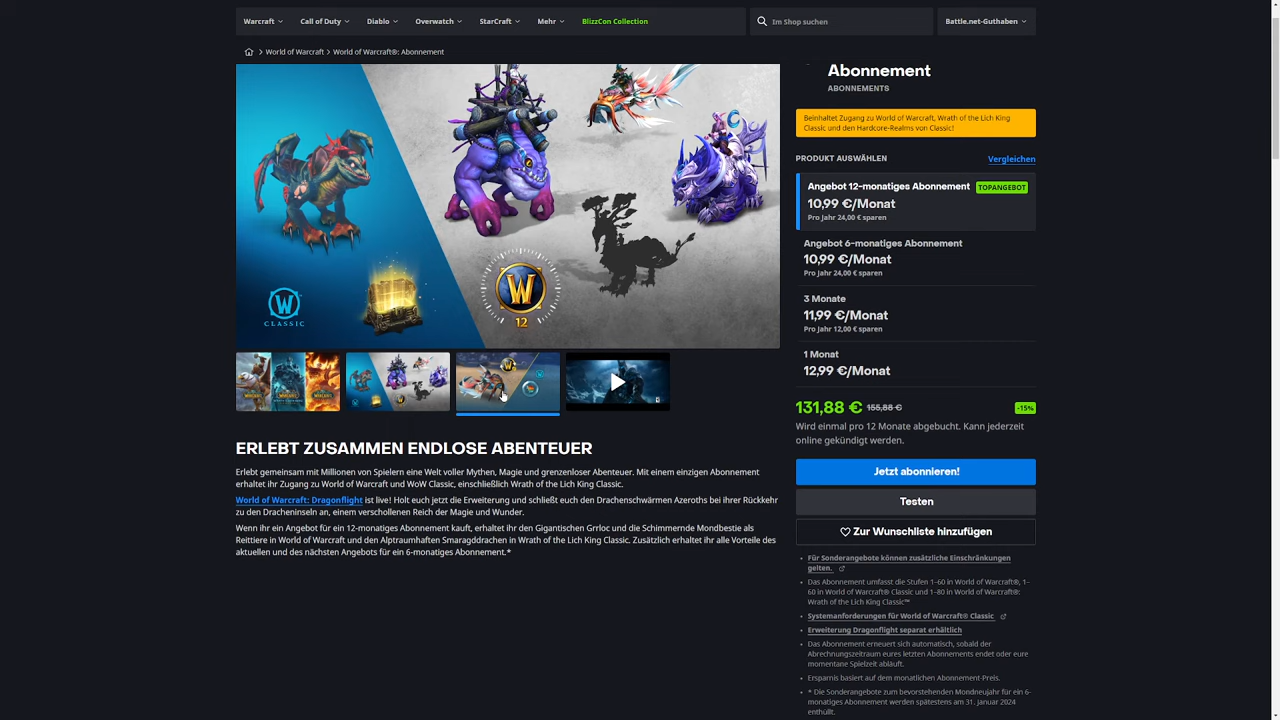 Warcraft
Call of Duty
Diablo
Overwatch
StarCraft
Mehr
BlizzCon Collection
Im Shop suchen
Battle.net-Guthaben
World of Warcraft
World of Warcraft®: Abonnement
W
CLASSIC
W
12
ERLEBT ZUSAMMEN ENDLOSE ABENTEUER
Erlebt gemeinsam mit Millionen von Spielern eine Welt voller Mythen, Magie und grenzenloser Abenteuer. Mit einem einzigen Abonnement
erhaltet ihr Zugang zu World of Warcraft und WoW Classic, einschließlich Wrath of the Lich King Classic.
World of Warcraft: Dragonflight ist live! Holt euch jetzt die Erweiterung und schließt euch den Drachenschwärmen Azeroths bei ihrer Rückkehr
zu den Dracheninseln an, einem verschollenen Reich der Magie und Wunder.
Wenn ihr ein Angebot für ein 12-monatiges Abonnement kauft, erhaltet ihr den Gigantischen Grrloc und die Schimmernde Mondbestie als
Reittiere in World of Warcraft und den Alptraumhaften Smaragddrachen in Wrath of the Lich King Classic. Zusätzlich erhaltet ihr alle Vorteile des
aktuellen und des nächsten Angebots für ein 6-monatiges Abonnement.*
Abonnement
ABONNEMENTS
Beinhaltet Zugang zu World of Warcraft, Wrath of the Lich King
Classic und den Hardcore-Realms von Classic!
PRODUKT AUSWÄHLEN
Vergleichen
Angebot 12-monatiges Abonnement TOPANGEBOT
10,99 €/Monat
Pro Jahr 24,00 € sparen
Angebot 6-monatiges Abonnement
10,99 €/Monat
Pro Jahr 24,00 € sparen
3 Monate
11,99 €/Monat
Pro Jahr 12,00 € sparen
1 Monat
12,99 €/Monat
131,88 € 155,88 € -15%
Wird einmal pro 12 Monate abgebucht. Kann jederzeit
online gekündigt werden.
Jetzt abonnieren!
Testen
Zur Wunschliste hinzufügen
• Für Sonderangebote können zusätzliche Einschränkungen
gelten.
• Das Abonnement umfasst die Stufen 1–60 in World of Warcraft®, 1–
60 in World of Warcraft® Classic und 1–80 in World of Warcraft®:
Wrath of the Lich King Classic™
• Systemanforderungen für World of Warcraft® Classic
• Erweiterung Dragonflight separat erhältlich
• Das Abonnement erneuert sich automatisch, sobald der
Abrechnungszeitraum eures letzten Abonnements endet oder eure
momentane Spielzeit abläuft.
• Ersparnis basiert auf dem monatlichen Abonnement-Preis.
• * Die Sonderangebote zum bevorstehenden Mondneujahr für ein 6-
monatiges Abonnement werden spätestens am 31. Januar 2024
enthüllt.